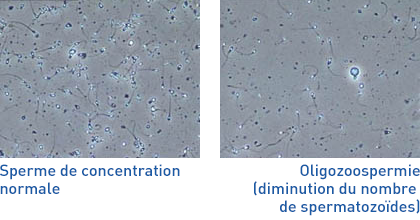 Sperme de concentration
normale
Oligozoospermie
(diminution du nombre
de spermatozoïdes)